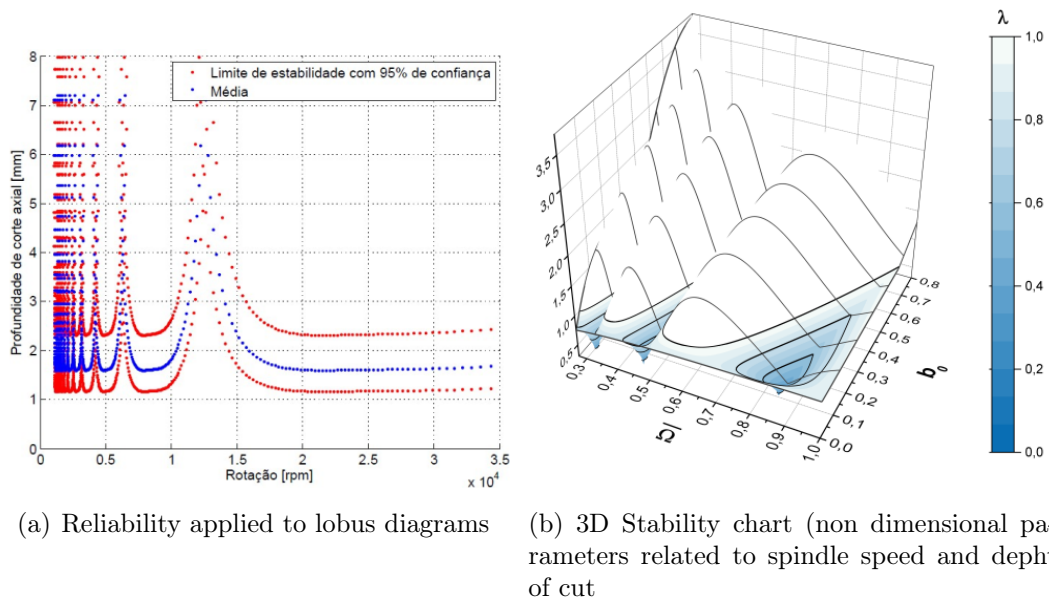 8
7
6
5
4
3
2
1
0
Profundidade de corte axial [mm]
Limite de estabilidade com 95% de confiança
Média
0 0.5 1 1.5 2 2.5 3 3.5
Rotação [rpm]
x 10⁴
3,5
3,0
2,5
2,0
1,5
1,0
0,5
0,3 0,4 0,5 0,6 0,7 0,8 0,9 1,0
|Ω
0,8
0,7
0,6
0,5
0,4
0,3
0,2
0,1
0,0
b₀
λ
1,0
0,8
0,6
0,4
0,2
0,0
(a) Reliability applied to lobus diagrams
(b) 3D Stability chart (non dimensional pa-
rameters related to spindle speed and depht
of cut